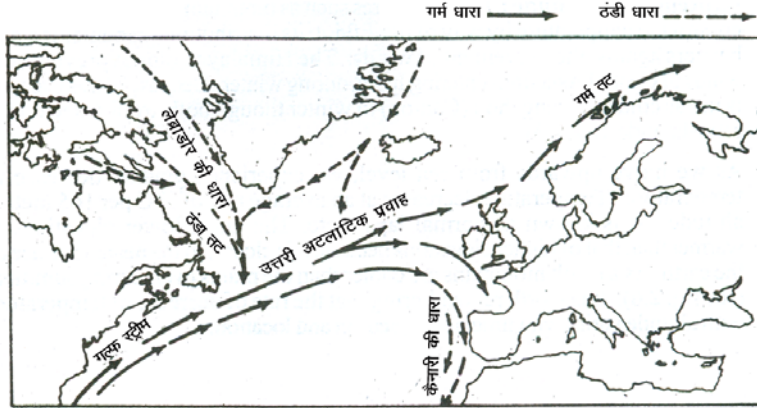 गर्म धारा
ठंडी धारा
लेब्राडोर की धारा
ठंडा तट
उत्तरी अटलांटिक प्रवाह
गर्म तट
गल्फ स्ट्रीम
कैनारी की धारा